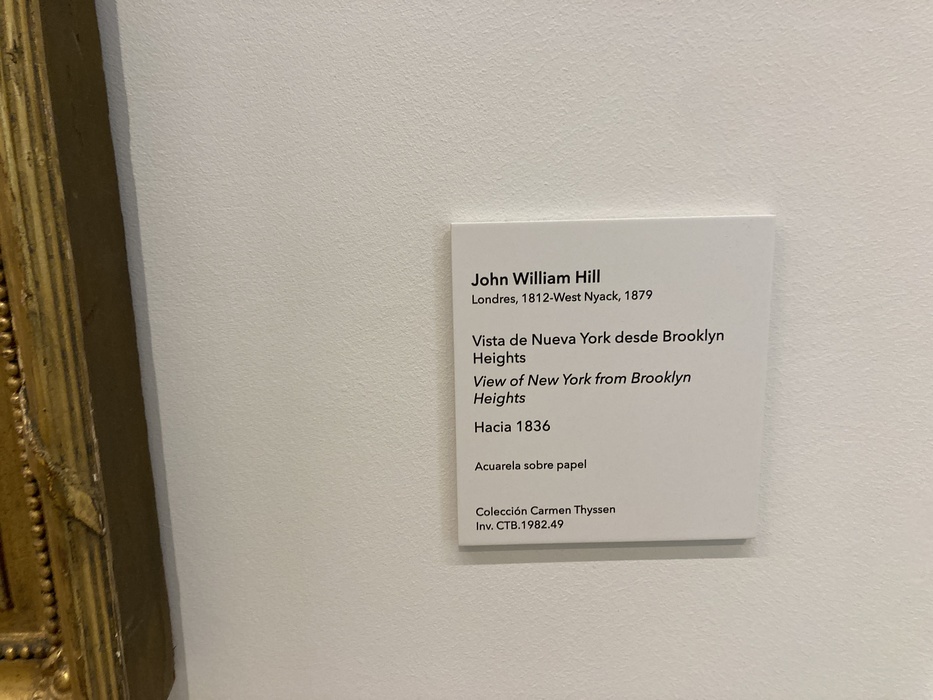 John William Hill
Londres, 1812-West Nyack, 1879
Vista de Nueva York desde Brooklyn
Heights
View of New York from Brooklyn
Heights
Hacia 1836
Acuarela sobre papel
Colección Carmen Thyssen
Inv. CTB.1982.49